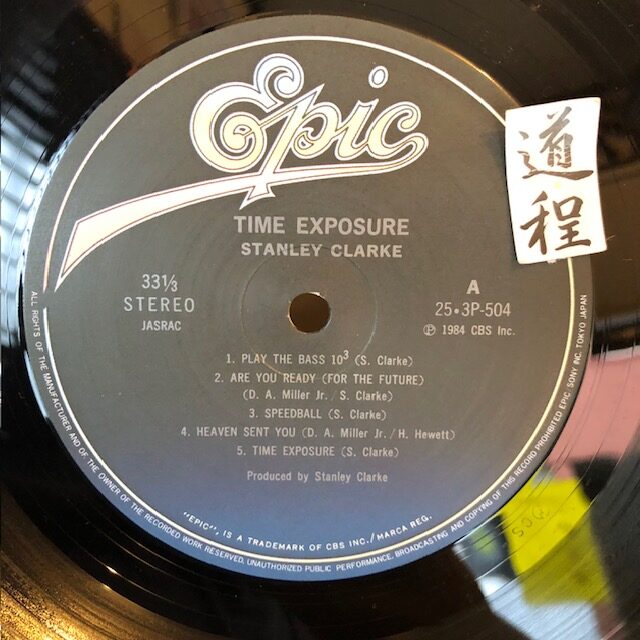 Epic
道程
TIME EXPOSURE
STANLEY CLARKE
33⅓
STEREO
JASRAC
A
25・3P-504
Ⓟ 1984 CBS Inc.
1. PLAY THE BASS 10³ (S. Clarke)
2. ARE YOU READY (FOR THE FUTURE)
(D. A. Miller Jr./S. Clarke)
3. SPEEDBALL (S. Clarke)
4. HEAVEN SENT YOU (D. A. Miller Jr./H. Hewett)
5. TIME EXPOSURE (S. Clarke)
Produced by Stanley Clarke
"EPIC", IS A TRADEMARK OF CBS INC./MARCA REG.
ALL RIGHTS OF THE MANUFACTURER AND OF THE OWNER OF THE RECORDED WORK RESERVED. UNAUTHORIZED PUBLIC PERFORMANCE, BROADCASTING AND COPYING OF THIS RECORD PROHIBITED EPIC SONY INC. TOKYO JAPAN